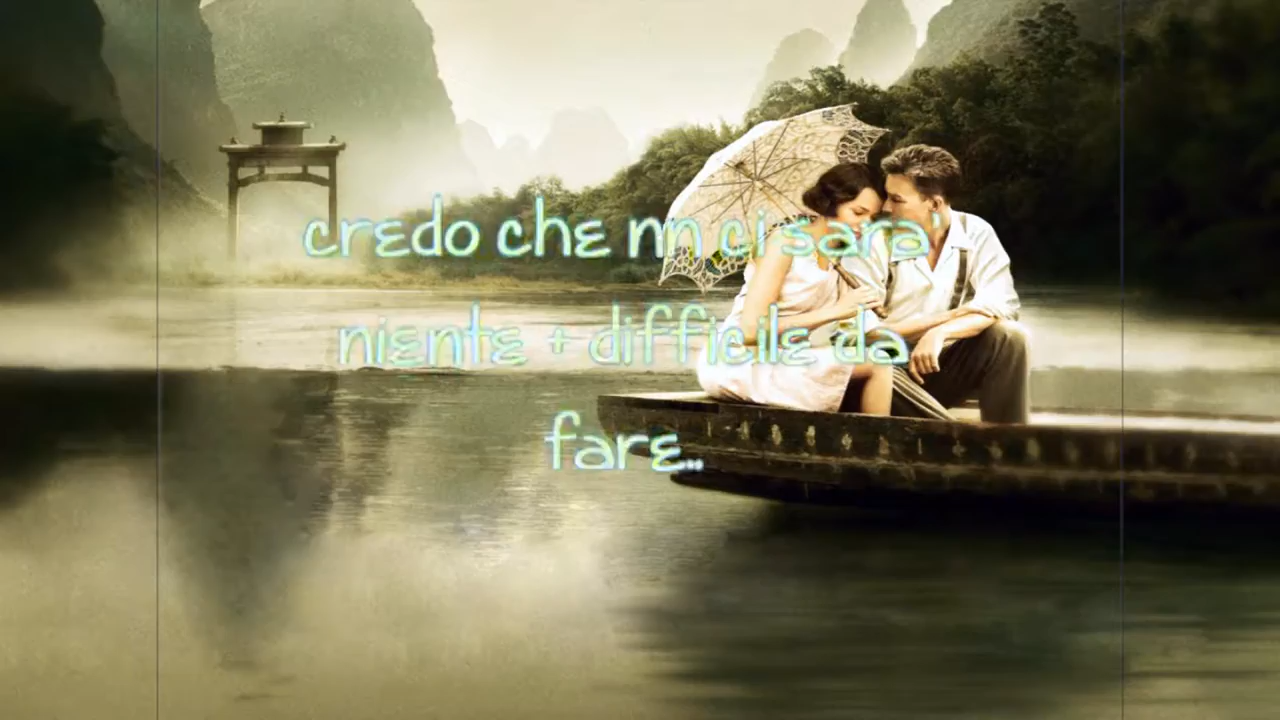 credo che nn ci sara'
niente + difficile da
fare..